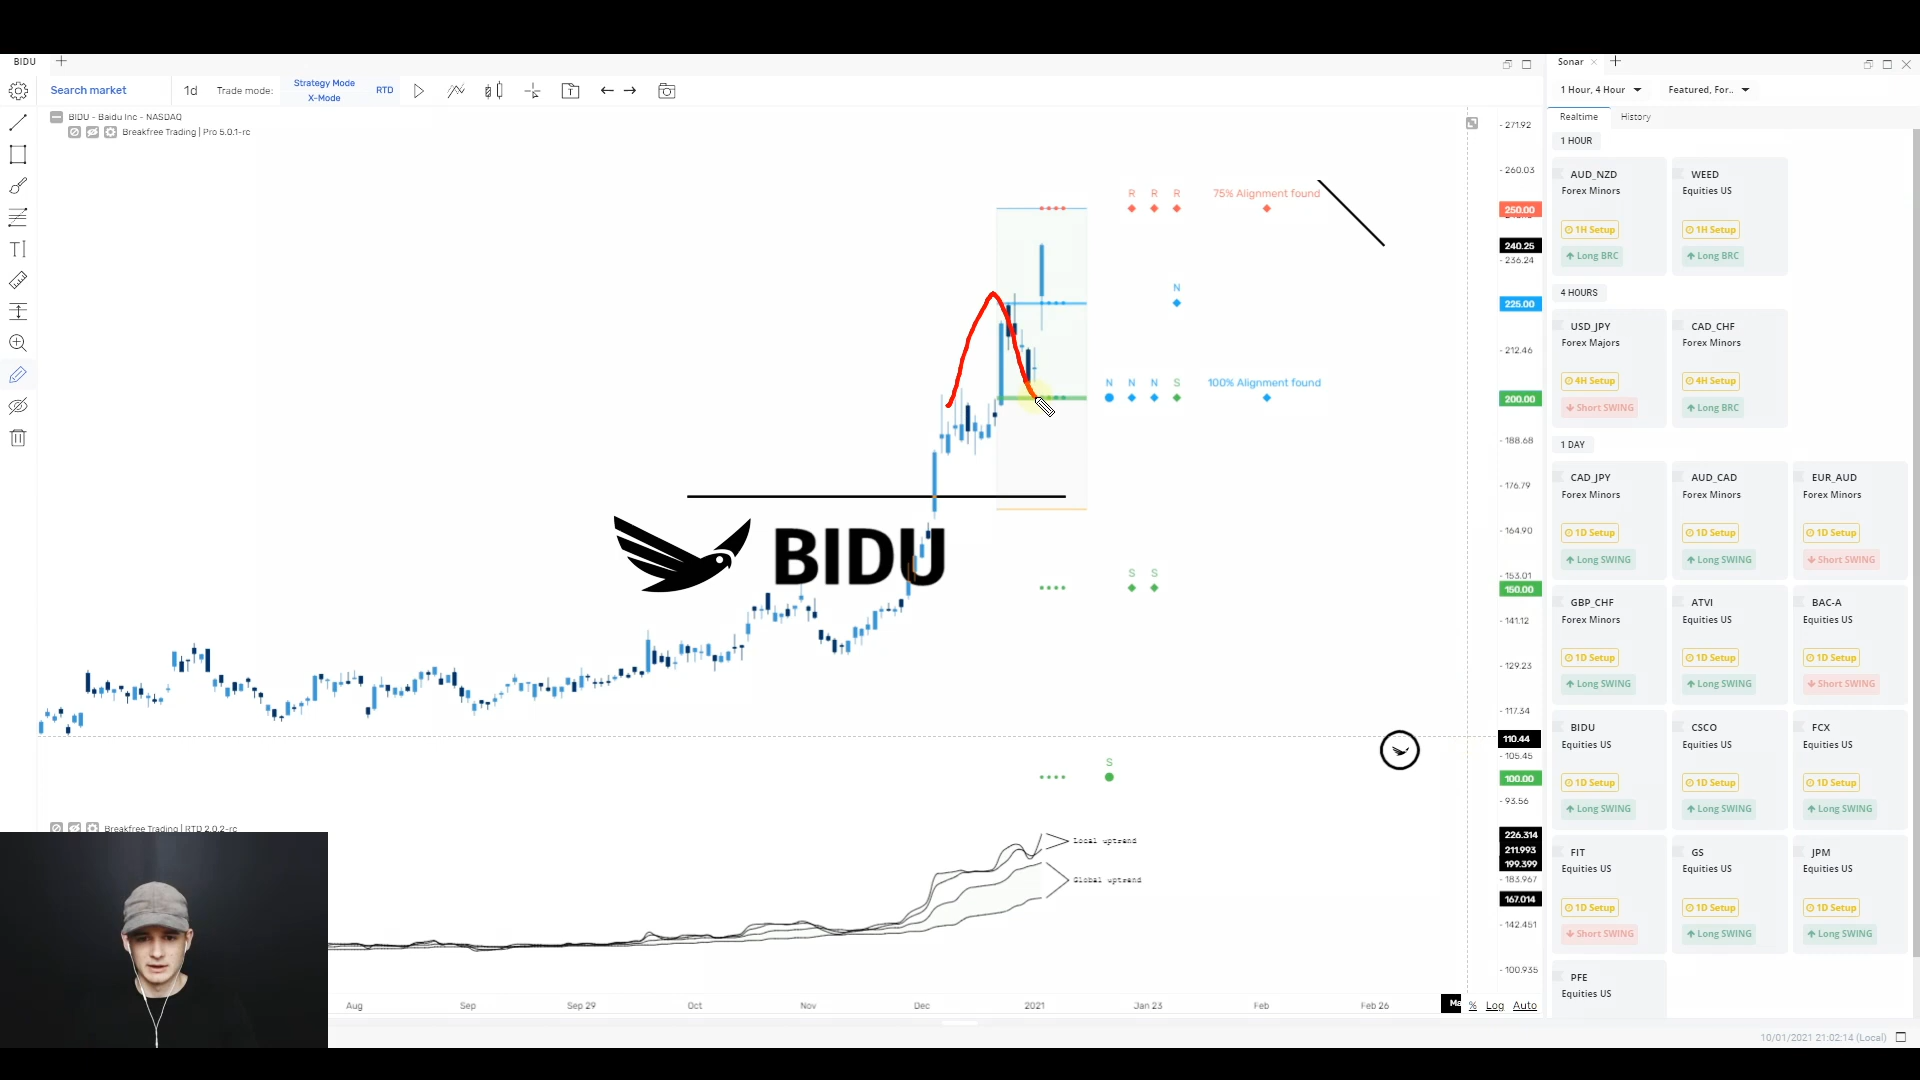 BIDU
Search market
1d
Trade mode:
Strategy Mode
X-Mode
RTD
BIDU - Baidu Inc - NASDAQ
Breakfree Trading | Pro 5.0.1-rc
271.92
260.03
R R R 75% Alignment found
250.00
240.25
236.24
N
225.00
212.46
N N N S 100% Alignment found
200.00
188.68
176.79
164.90
BIDU
153.01
S S
150.00
141.12
129.23
117.34
110.44
105.45
S
100.00
93.56
Breakfree Trading | RTD 2.0.2-rc
226.314
Local uptrend
211.993
199.399
Global uptrend
183.967
167.014
142.451
100.935
Aug Sep Sep 29 Oct Nov Dec 2021 Jan 23 Feb Feb 26 Ma % Log Auto
Sonar
1 Hour, 4 Hour
Featured, For..
Realtime History
1 HOUR
AUD_NZD WEED
Forex Minors Equities US
1H Setup 1H Setup
Long BRC Long BRC
4 HOURS
USD_JPY CAD_CHF
Forex Majors Forex Minors
4H Setup 4H Setup
Short SWING Long BRC
1 DAY
CAD_JPY AUD_CAD EUR_AUD
Forex Minors Forex Minors Forex Minors
1D Setup 1D Setup 1D Setup
Long SWING Long SWING Short SWING
GBP_CHF ATVI BAC-A
Forex Minors Equities US Equities US
1D Setup 1D Setup 1D Setup
Long SWING Long SWING Short SWING
BIDU CSCO FCX
Equities US Equities US Equities US
1D Setup 1D Setup 1D Setup
Long SWING Long SWING Long SWING
FIT GS JPM
Equities US Equities US Equities US
1D Setup 1D Setup 1D Setup
Short SWING Long SWING Long SWING
PFE
Equities US
10/01/2021 21:02:14 (Local)